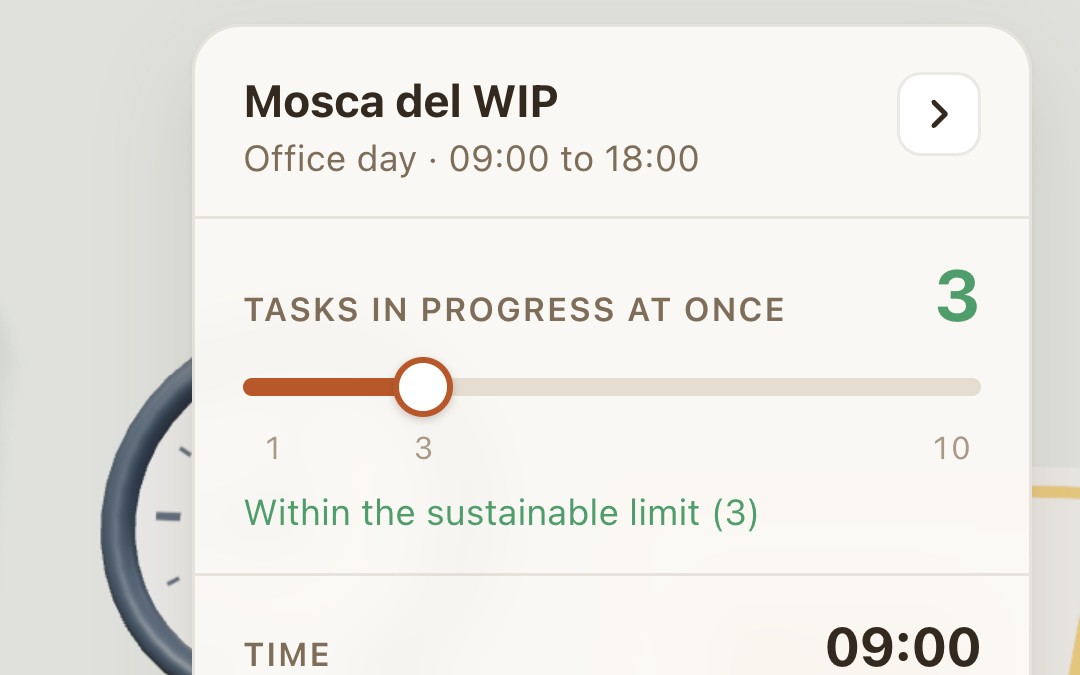 Mosca del WIP
Office day · 09:00 to 18:00
TASKS IN PROGRESS AT ONCE 3
1 3 10
Within the sustainable limit (3)
TIME 09:00